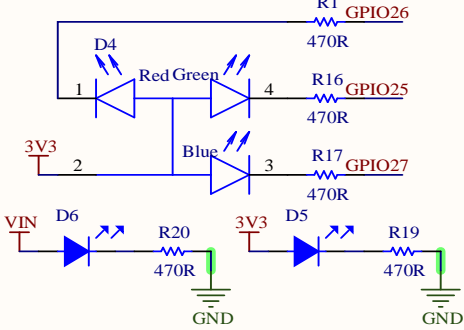 R1
GPIO26
470R
D4
Red Green
1
4
R16
GPIO25
470R
3V3
2
Blue
3
R17
GPIO27
470R
VIN
D6
R20
470R
GND
3V3
D5
R19
470R
GND